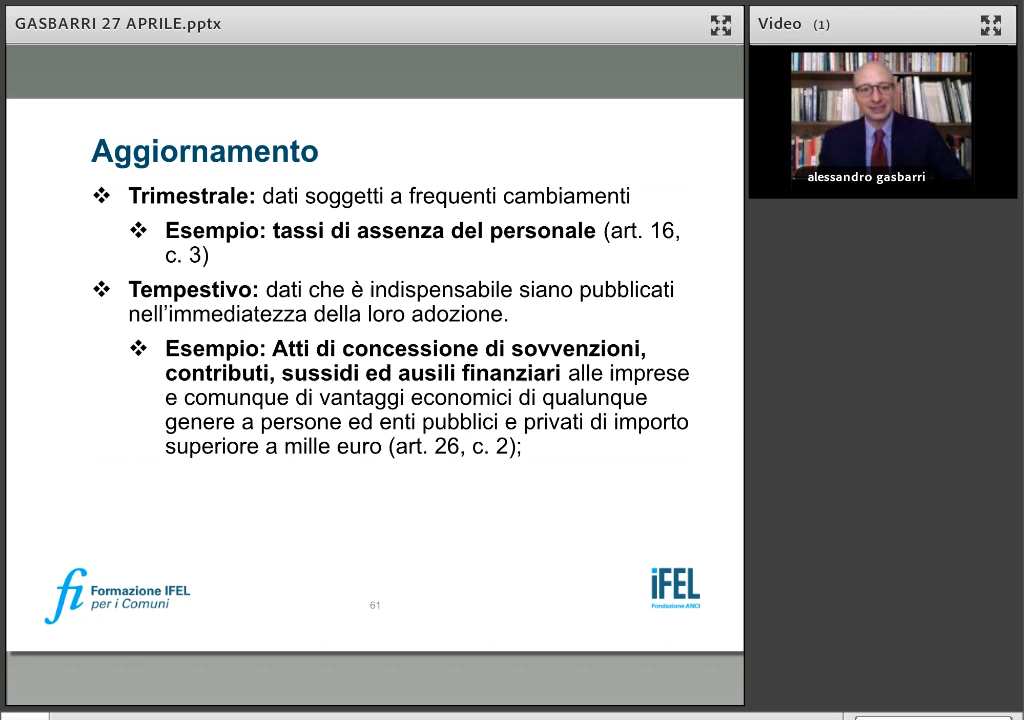 GASBARRI 27 APRILE.pptx
Video (1)
alessandro gasbarri
Aggiornamento
❖ Trimestrale: dati soggetti a frequenti cambiamenti
❖ Esempio: tassi di assenza del personale (art. 16,
c. 3)
❖ Tempestivo: dati che è indispensabile siano pubblicati
nell’immediatezza della loro adozione.
❖ Esempio: Atti di concessione di sovvenzioni,
contributi, sussidi ed ausili finanziari alle imprese
e comunque di vantaggi economici di qualunque
genere a persone ed enti pubblici e privati di importo
superiore a mille euro (art. 26, c. 2);
fi Formazione IFEL
per i Comuni
61
iFEL
Fondazione ANCI